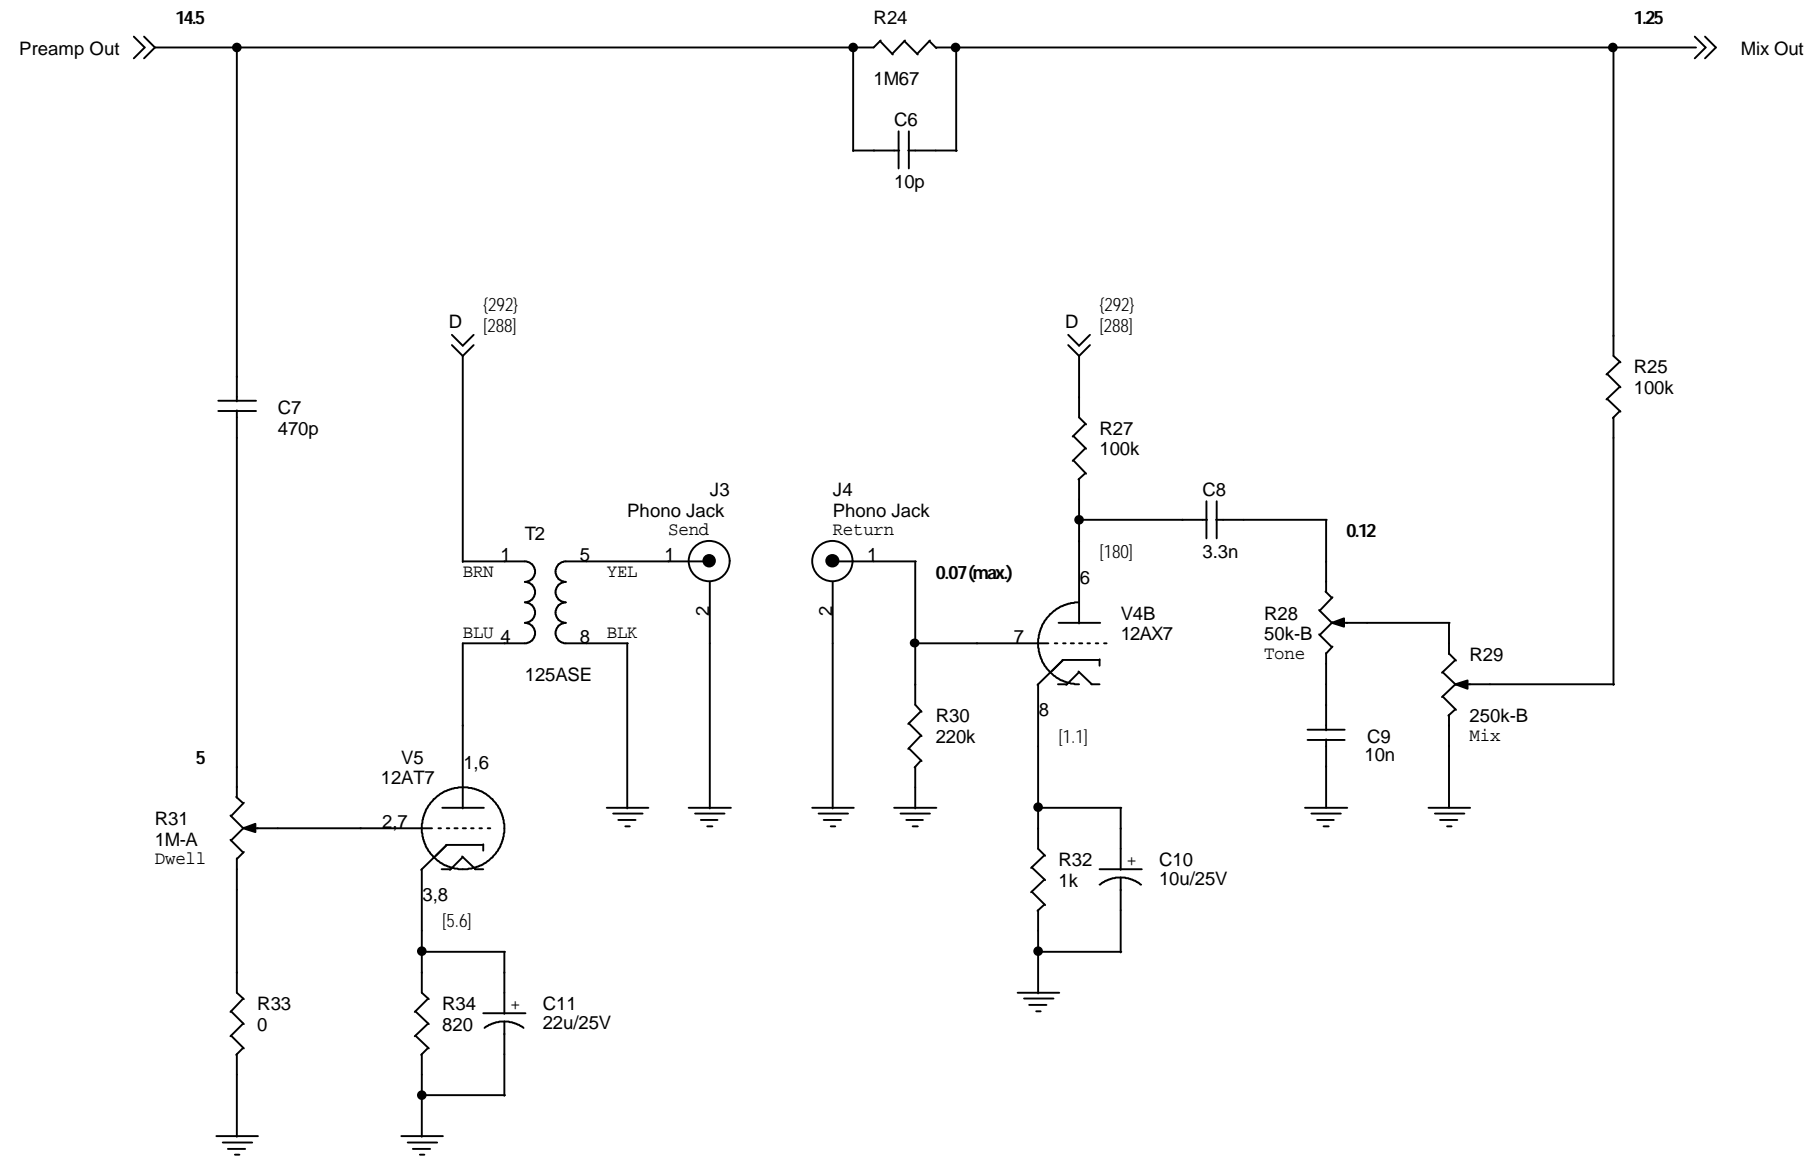 14.5
R24
1.25
Preamp Out
Mix Out
1M67
C6
10p
{292}
D
[288]
{292}
D
[288]
R25
100k
C7
470p
R27
100k
J3
Phono Jack
Send
J4
Phono Jack
Return
C8
3.3n
0.12
T2
1
BRN
5
YEL
1
2
1
2
0.07 (max.)
[180]
6
BLU
4
8
BLK
125ASE
7
V4B
12AX7
R28
50k-B
Tone
R29
250k-B
Mix
8
[1.1]
R30
220k
C9
10n
5
V5
12AT7
1,6
R31
1M-A
Dwell
2,7
3,8
[5.6]
R32
1k
+
C10
10u/25V
R33
0
R34
820
+
C11
22u/25V